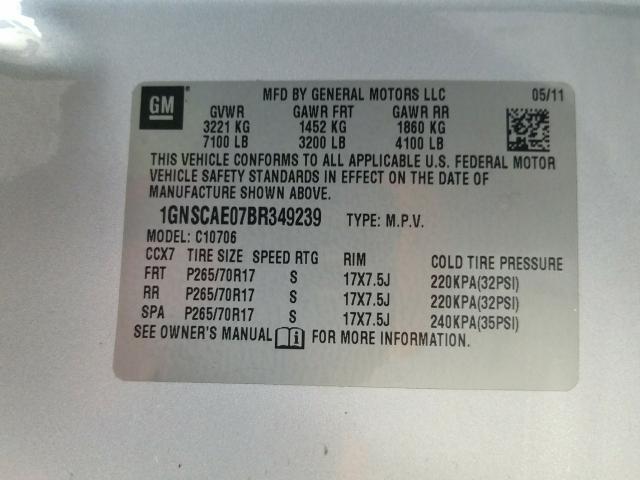 GM
MFD BY GENERAL MOTORS LLC 05/11
GVWR GAWR FRT GAWR RR
3221 KG 1452 KG 1860 KG
7100 LB 3200 LB 4100 LB
THIS VEHICLE CONFORMS TO ALL APPLICABLE U.S. FEDERAL MOTOR
VEHICLE SAFETY STANDARDS IN EFFECT ON THE DATE OF
MANUFACTURE SHOWN ABOVE.
1GNSCAE07BR349239 TYPE: M.P.V.
MODEL: C10706
CCX7 TIRE SIZE SPEED RTG RIM COLD TIRE PRESSURE
FRT P265/70R17 S 17X7.5J 220KPA(32PSI)
RR P265/70R17 S 17X7.5J 220KPA(32PSI)
SPA P265/70R17 S 17X7.5J 240KPA(35PSI)
SEE OWNER'S MANUAL i FOR MORE INFORMATION.